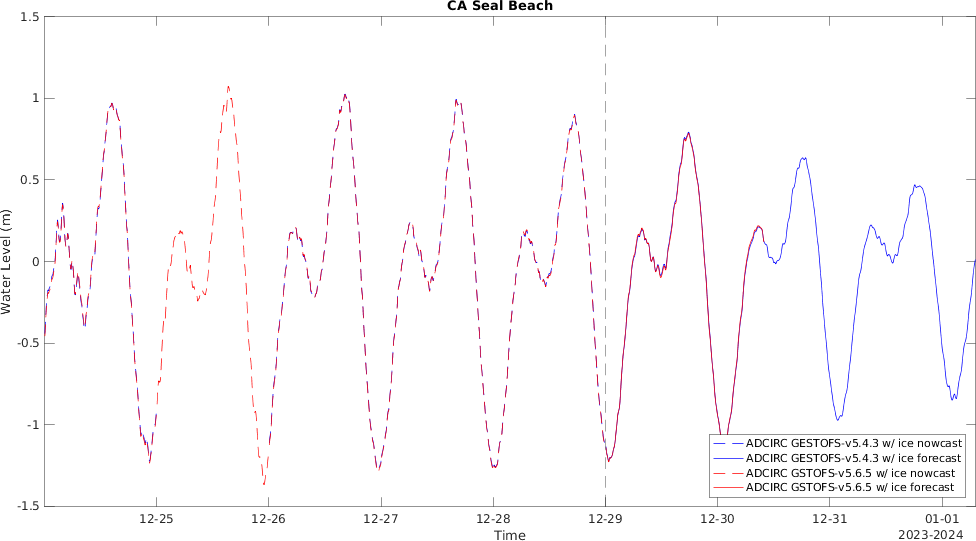 CA Seal Beach
1.5
1
0.5
0
-0.5
-1
-1.5
Water Level (m)
12-25 12-26 12-27 12-28 12-29 12-30 12-31 01-01
Time
2023-2024
ADCIRC GESTOFS-v5.4.3 w/ ice nowcast
ADCIRC GESTOFS-v5.4.3 w/ ice forecast
ADCIRC GSTOFS-v5.6.5 w/ ice nowcast
ADCIRC GSTOFS-v5.6.5 w/ ice forecast